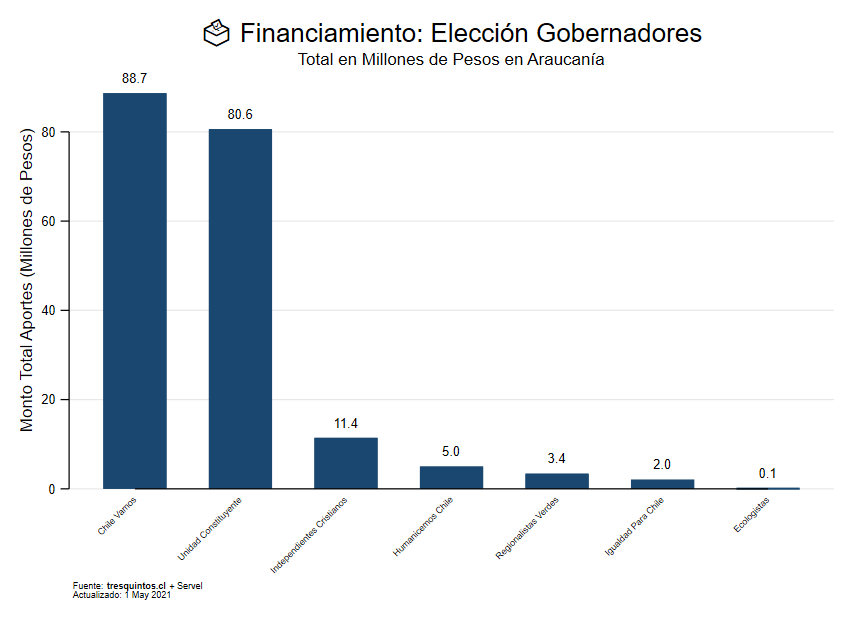 Financiamiento: Elección Gobernadores
Total en Millones de Pesos en Araucanía
Monto Total Aportes (Millones de Pesos)
80
60
40
20
0
88.7
80.6
11.4
5.0
3.4
2.0
0.1
Chile Vamos
Unidad Constituyente
Independientes Cristianos
Humanicemos Chile
Regionalistas Verdes
Igualdad Para Chile
Ecologistas
Fuente: tresquintos.cl + Servel
Actualizado: 1 May 2021